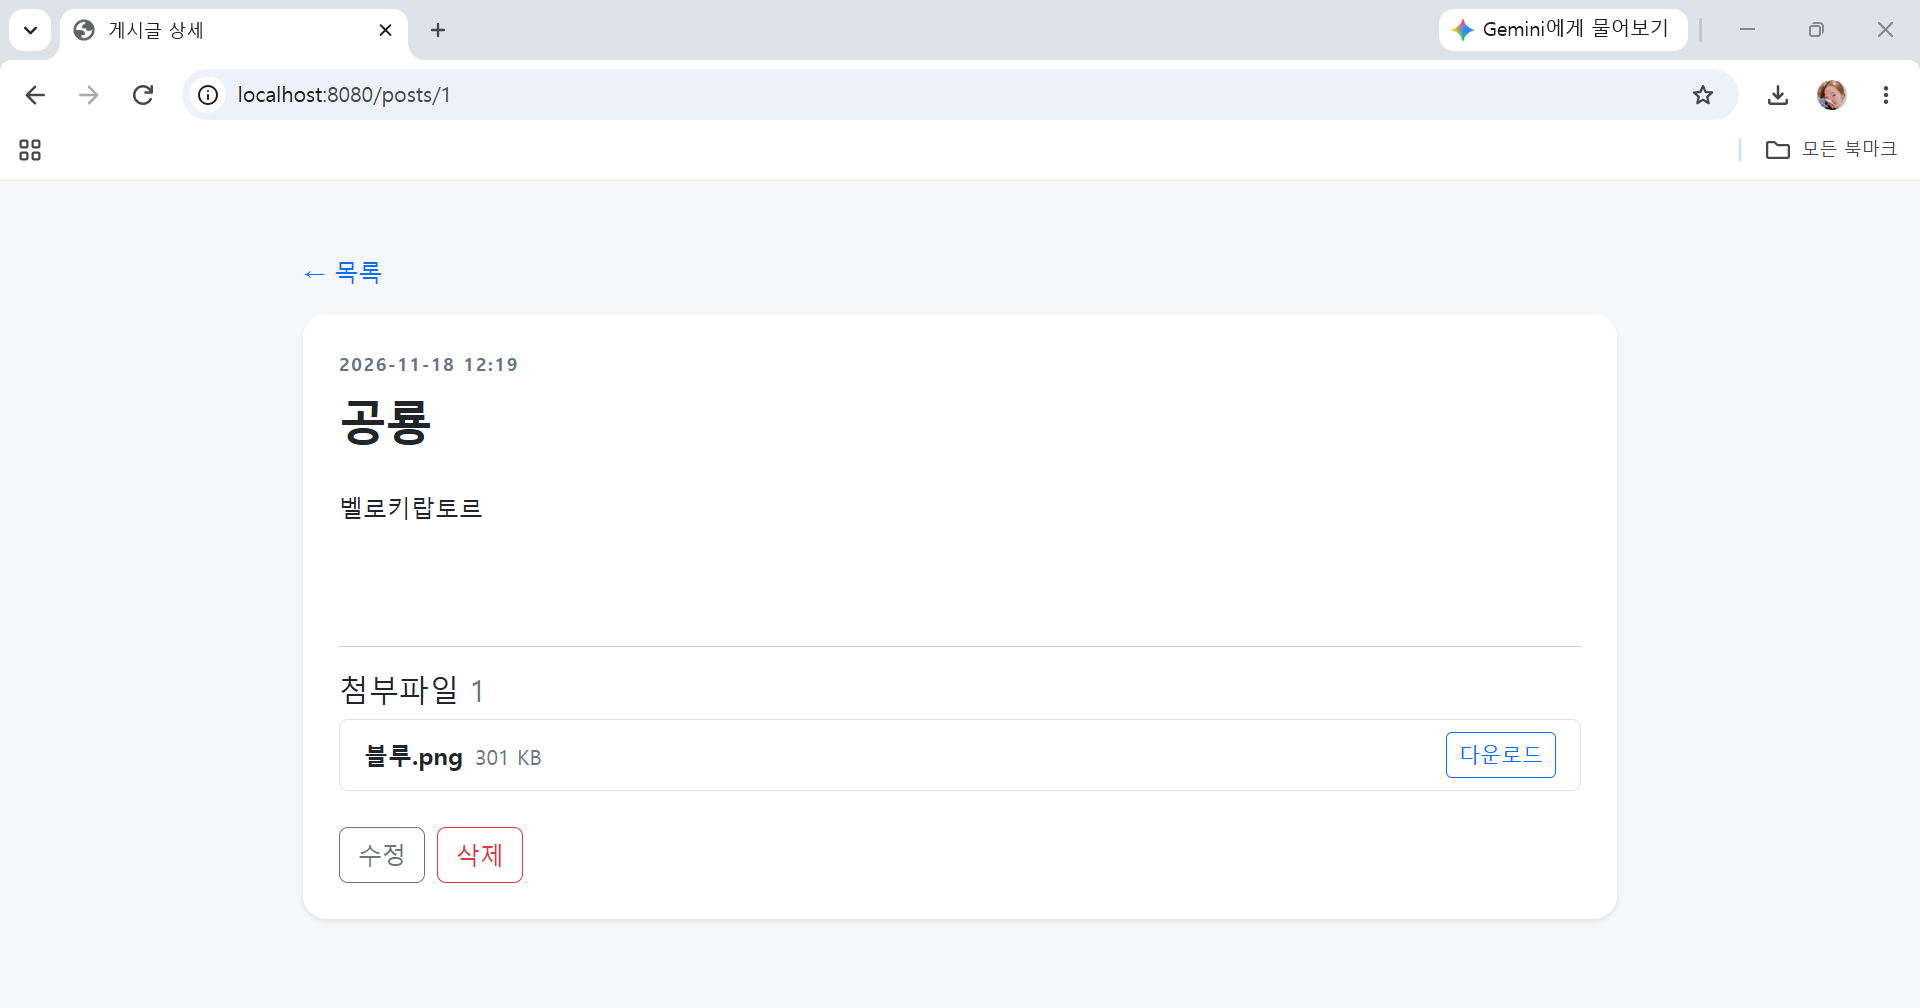 게시글 상세
Gemini에게 물어보기
localhost:8080/posts/1
모든 북마크
← 목록
2026-11-18 12:19
공룡
벨로키랍토르
첨부파일 1
블루.png 301 KB
다운로드
수정 삭제